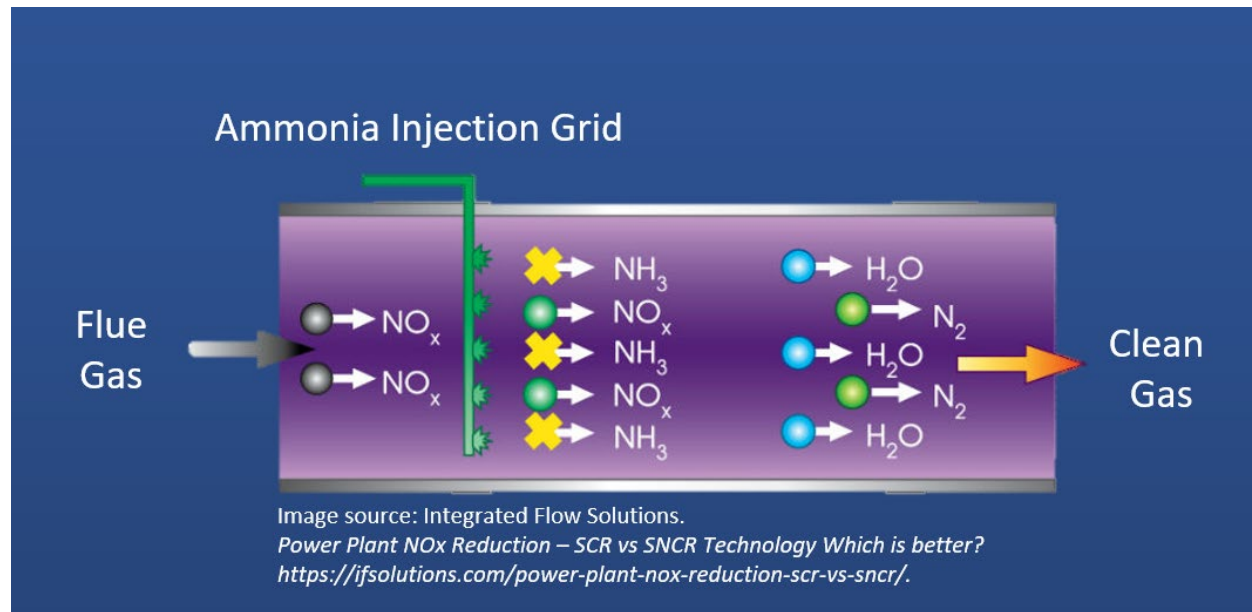 Ammonia Injection Grid
Flue
Gas
NOₓ
NOₓ
NH₃
NOₓ
NH₃
NOₓ
NH₃
H₂O
N₂
H₂O
N₂
H₂O
Clean
Gas
Image source: Integrated Flow Solutions.
Power Plant NOx Reduction – SCR vs SNCR Technology Which is better?
https://ifsolutions.com/power-plant-nox-reduction-scr-vs-sncr/.